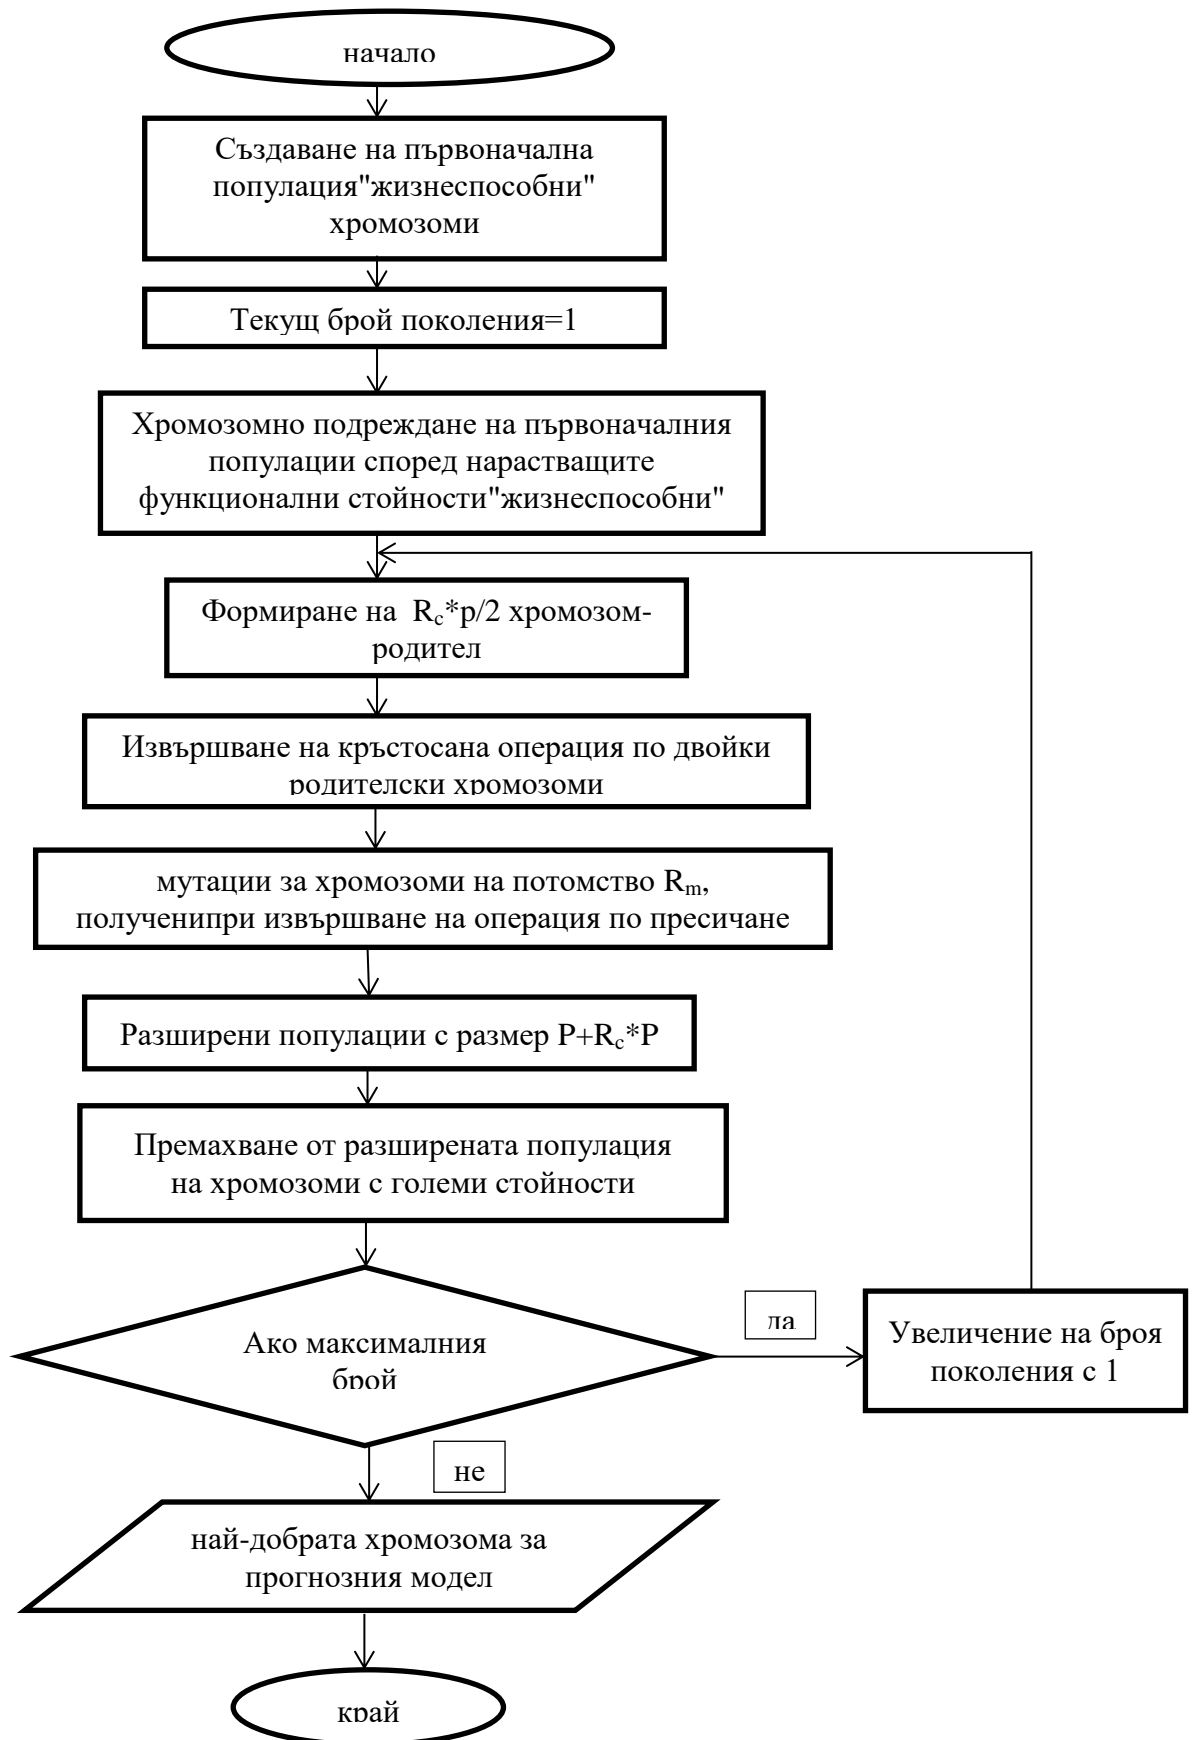 начало
Създаване на първоначална
популация"жизнеспособни"
хромозоми
Текущ брой поколения=1
Хромозомно подреждане на първоначалния
популации според нарастващите
функционални стойности"жизнеспособни"
Формиране на R_c*p/2 хромозом-
родител
Извършване на кръстосана операция по двойки
родителски хромозоми
мутации за хромозоми на потомство R_m,
полученипри извършване на операция по пресичане
Разширени популации с размер P+R_c*P
Премахване от разширената популация
на хромозоми с големи стойности
Ако максималния
брой
да
Увеличение на броя
поколения с 1
не
най-добрата хромозома за
прогнозния модел
край